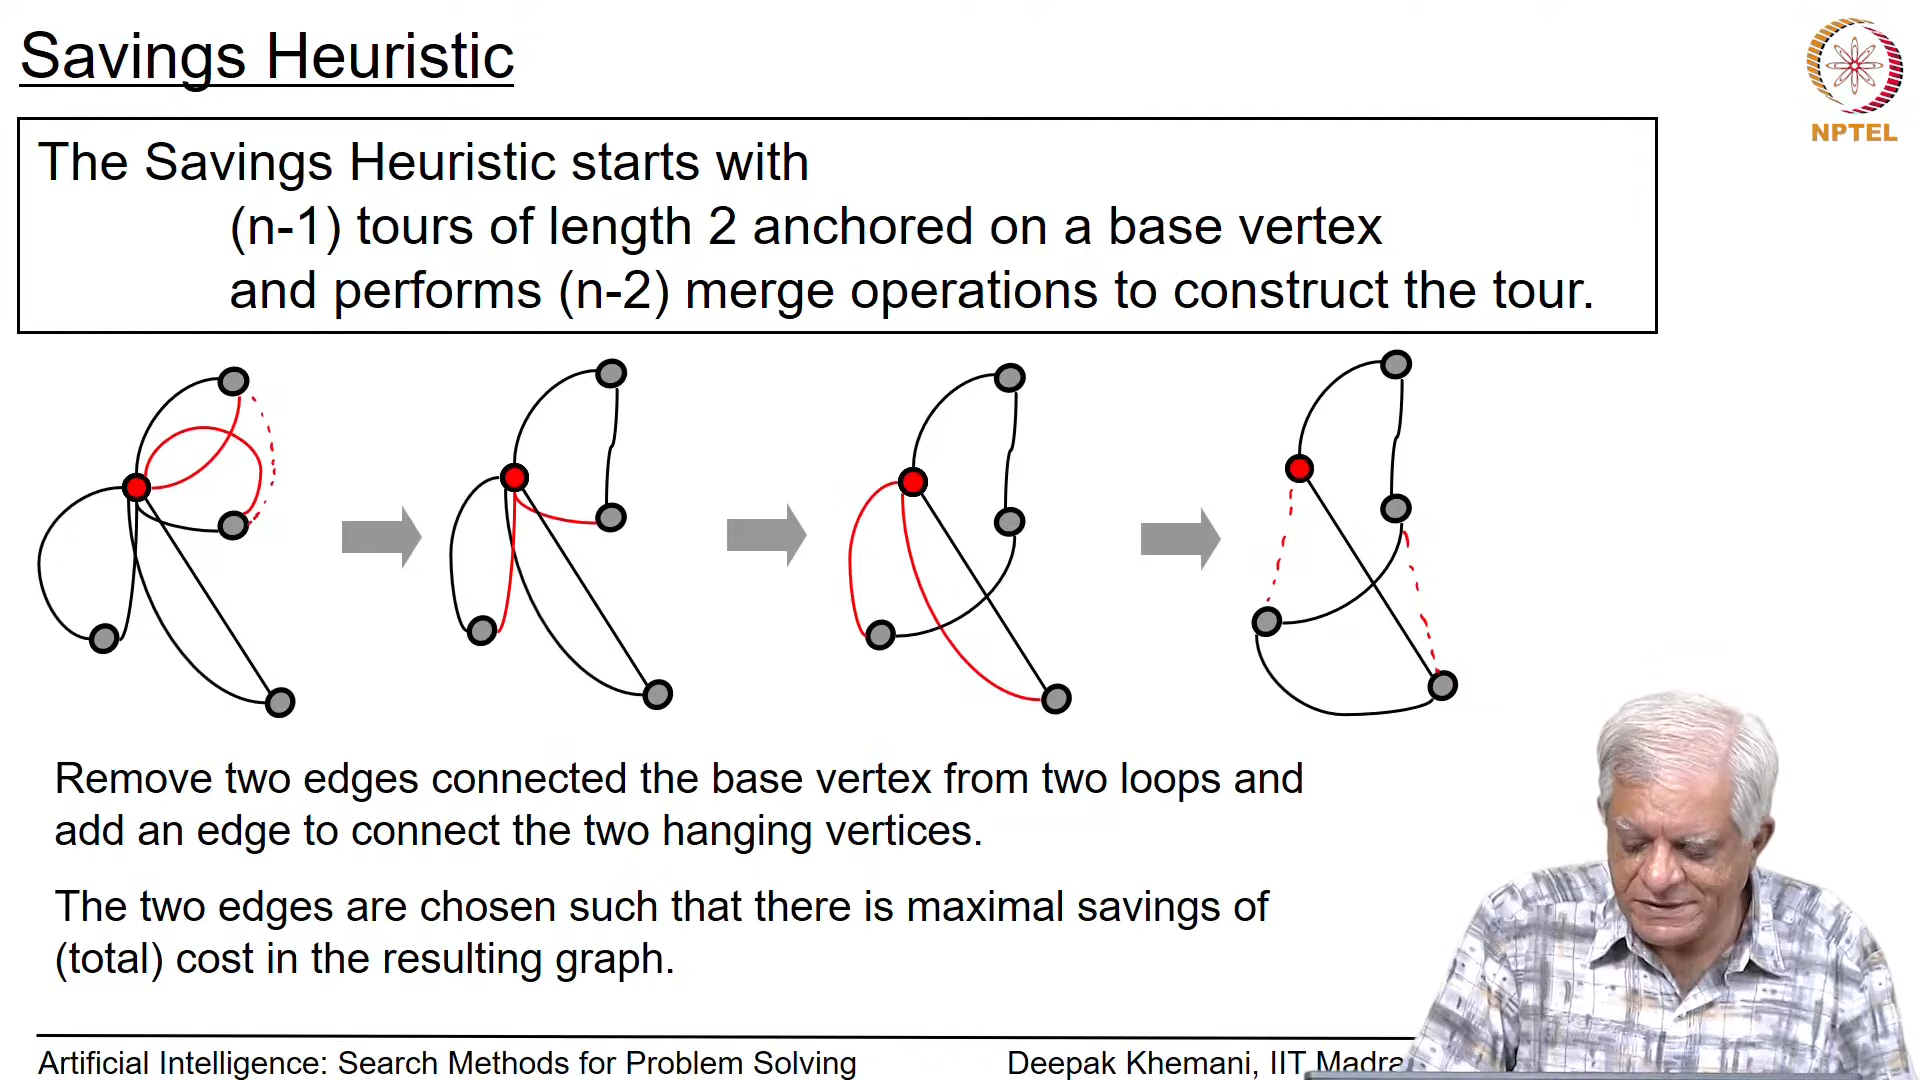 Savings Heuristic
NPTEL
The Savings Heuristic starts with
(n-1) tours of length 2 anchored on a base vertex
and performs (n-2) merge operations to construct the tour.
Remove two edges connected the base vertex from two loops and
add an edge to connect the two hanging vertices.
The two edges are chosen such that there is maximal savings of
(total) cost in the resulting graph.
Artificial Intelligence: Search Methods for Problem Solving
Deepak Khemani, IIT Madra